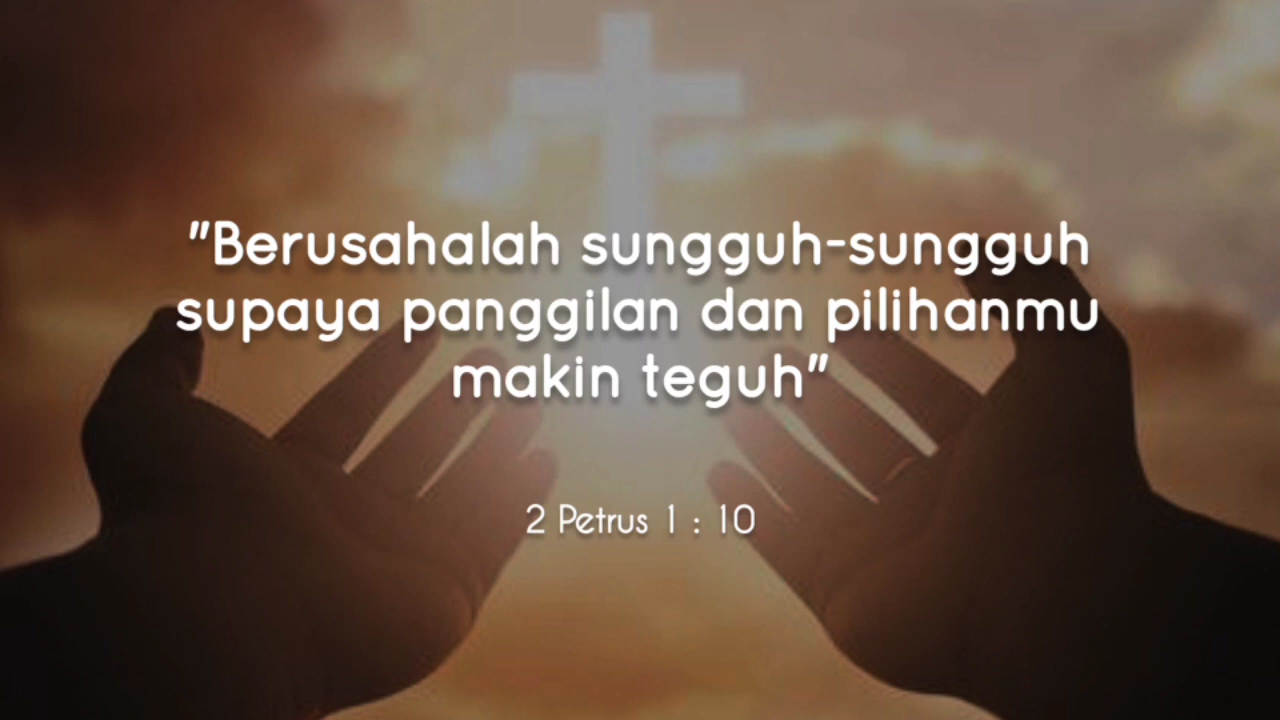 "Berusahalah sungguh-sungguh
supaya panggilan dan pilihanmu
makin teguh"
2 Petrus 1 : 10